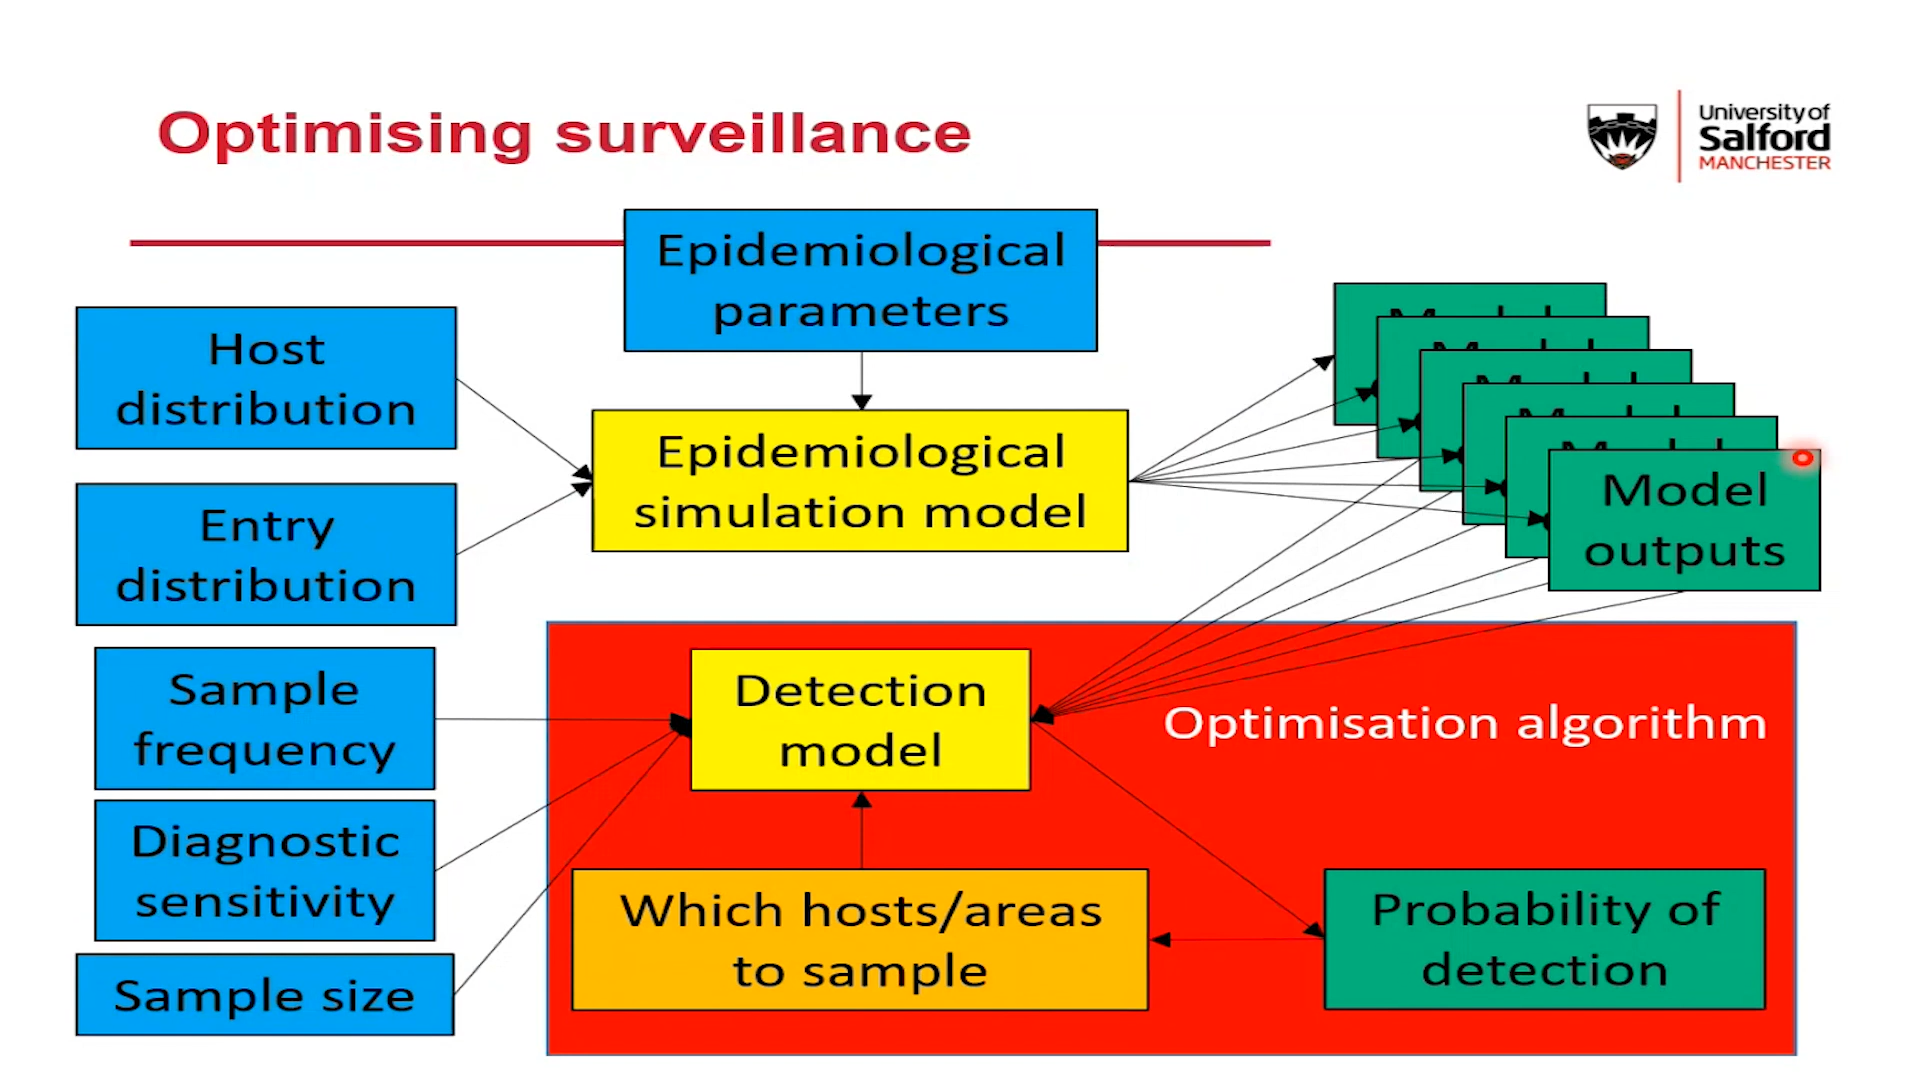 Optimising surveillance
University of
Salford
MANCHESTER
Epidemiological
parameters
Host
distribution
Entry
distribution
Epidemiological
simulation model
Model
outputs
Sample
frequency
Diagnostic
sensitivity
Sample size
Detection
model
Optimisation algorithm
Which hosts/areas
to sample
Probability of
detection